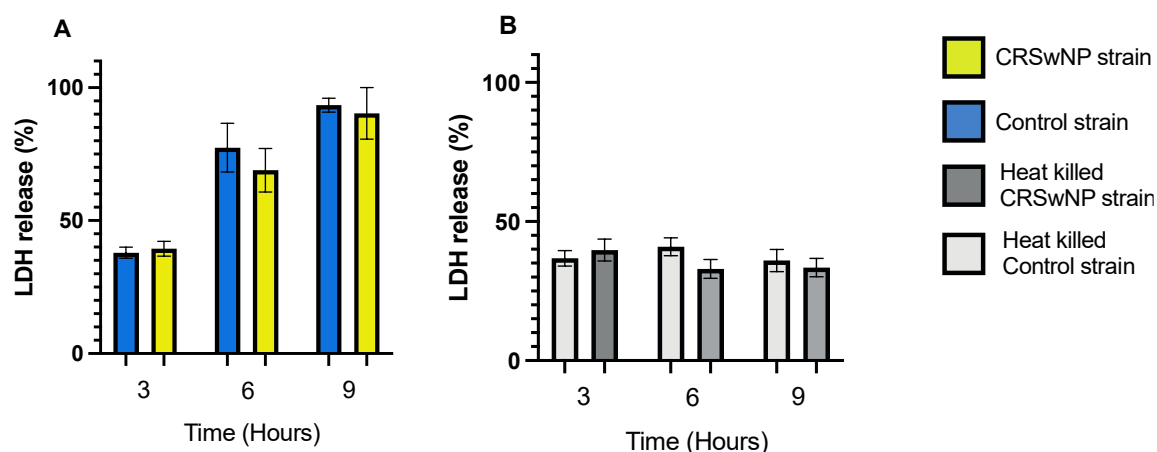 A
LDH release (%)
100
50
0
3 6 9
Time (Hours)
B
LDH release (%)
100
50
0
3 6 9
Time (Hours)
CRSwNP strain
Control strain
Heat killed
CRSwNP strain
Heat killed
Control strain